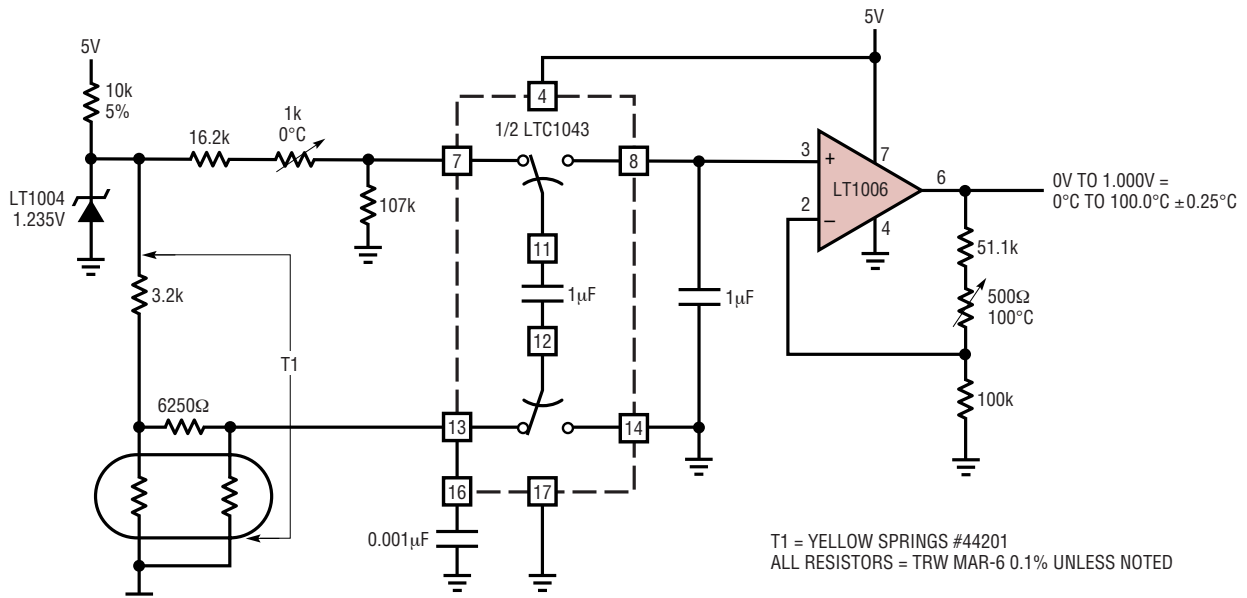 5V
10k
5%
LT1004
1.235V
16.2k
1k
0°C
107k
3.2k
T1
6250Ω
4
1/2 LTC1043
7
8
11
1µF
12
13
14
16
17
0.001µF
1µF
5V
3
+
7
LT1006
6
2
–
4
0V TO 1.000V =
0°C TO 100.0°C ±0.25°C
51.1k
500Ω
100°C
100k
T1 = YELLOW SPRINGS #44201
ALL RESISTORS = TRW MAR-6 0.1% UNLESS NOTED